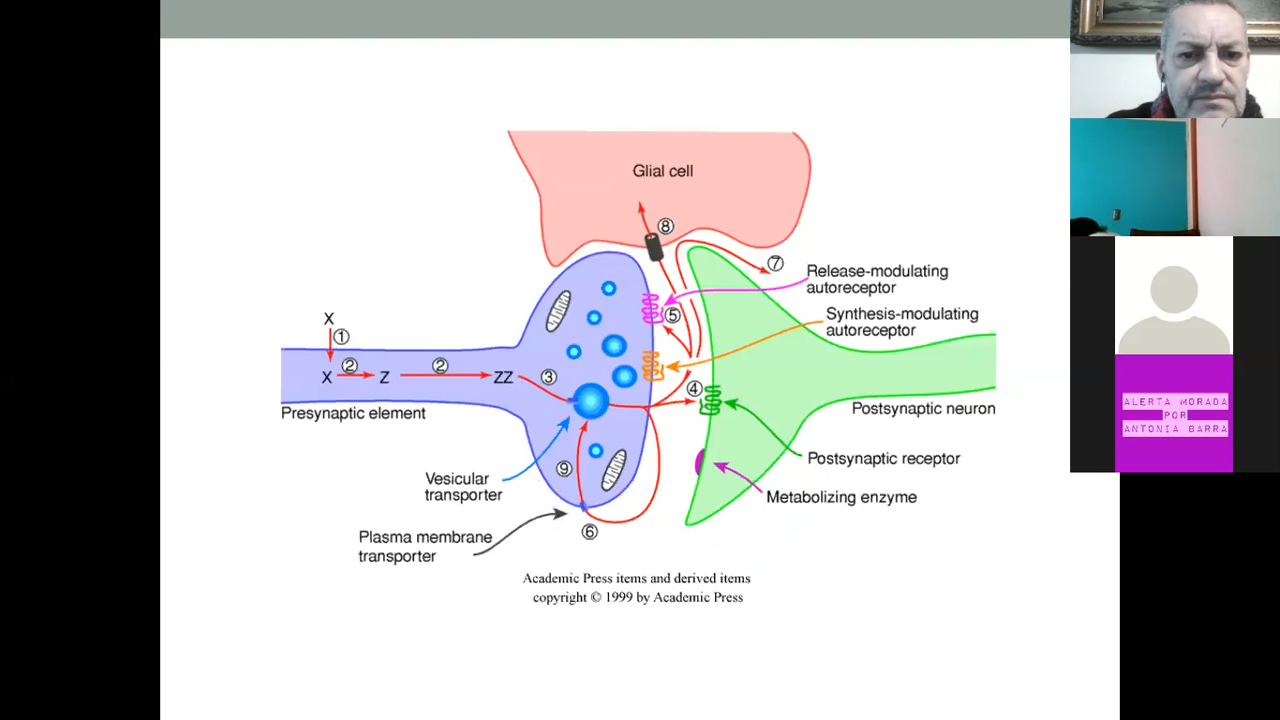 Glial cell
⑧
⑦
Release-modulating
autoreceptor
X
①
⑤
Synthesis-modulating
autoreceptor
X ② Z ② ZZ ③
④
Presynaptic element
Postsynaptic neuron
Vesicular
transporter
⑨
Postsynaptic receptor
Metabolizing enzyme
Plasma membrane
transporter
⑥
Academic Press items and derived items
copyright © 1999 by Academic Press
ALERTA MORADA
POR
ANTONIA BARRA